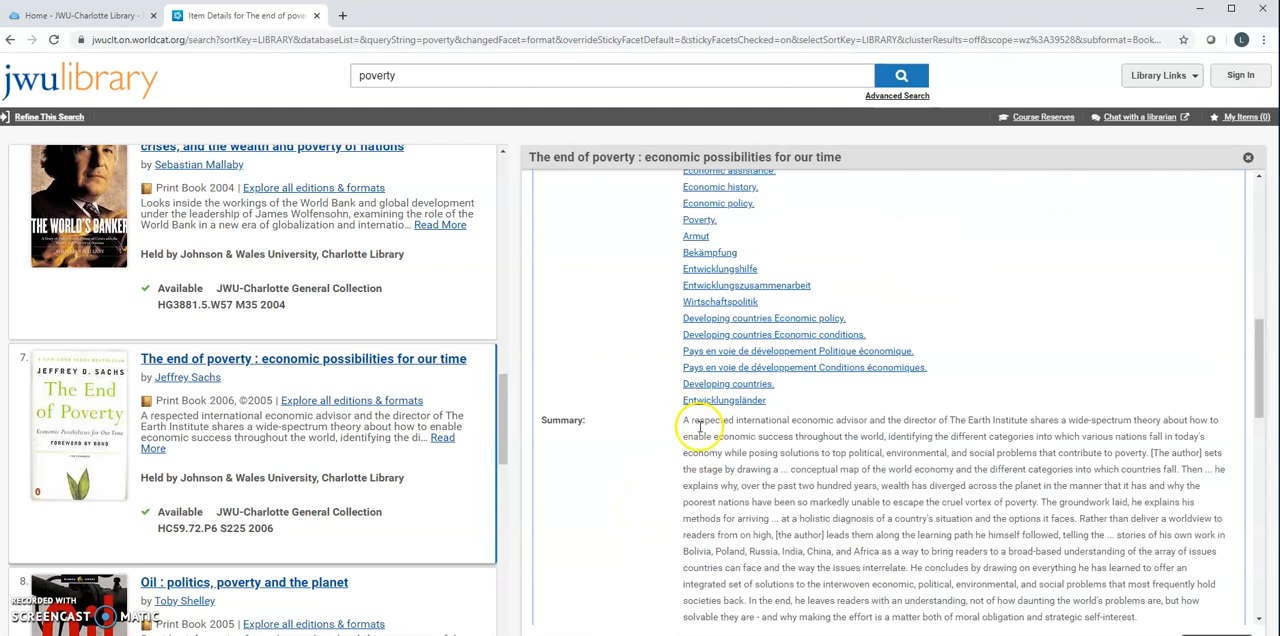 Home - JWU-Charlotte Library -
Item Details for The end of pove
jwuclt.on.worldcat.org/search?sortKey=LIBRARY&databaseList=&queryString=poverty&changedFacet=format&overrideStickyFacetDefault=&stickyFacetsChecked=on&selectSortKey=LIBRARY&clusterResults=off&scope=wz%3A39528&subformat=Book...
L
jwulibrary
poverty
Library Links
Sign In
Advanced Search
Refine This Search
Course Reserves
Chat with a librarian
My Items (0)
crises, and the wealth and poverty of nations
by Sebastian Mallaby
Print Book 2004 | Explore all editions & formats
Looks inside the workings of the World Bank and global development
under the leadership of James Wolfensohn, examining the role of the
World Bank in a new era of globalization and internatio... Read More
THE WORLD'S BANKER
Held by Johnson & Wales University, Charlotte Library
Available JWU-Charlotte General Collection
HG3881.5.W57 M35 2004
7.
The end of poverty : economic possibilities for our time
by Jeffrey Sachs
Print Book 2006, ©2005 | Explore all editions & formats
A respected international economic advisor and the director of The
Earth Institute shares a wide-spectrum theory about how to enable
economic success throughout the world, identifying the di... Read
More
JEFFREY D. SACHS
The End
of Poverty
Economic Possibilities for Our Time
FOREWORD BY BONO
Held by Johnson & Wales University, Charlotte Library
Available JWU-Charlotte General Collection
HC59.72.P6 S225 2006
8.
Oil : politics, poverty and the planet
by Toby Shelley
Print Book 2005 | Explore all editions & formats
RECORDED WITH
SCREENCAST MATIC
The end of poverty : economic possibilities for our time
Economic assistance.
Economic history.
Economic policy.
Poverty.
Armut
Bekämpfung
Entwicklungshilfe
Entwicklungszusammenarbeit
Wirtschaftspolitik
Developing countries Economic policy.
Developing countries Economic conditions.
Pays en voie de développement Politique économique.
Pays en voie de développement Conditions économiques.
Developing countries.
Entwicklungsländer
Summary:
A respected international economic advisor and the director of The Earth Institute shares a wide-spectrum theory about how to
enable economic success throughout the world, identifying the different categories into which various nations fall in today's
economy while posing solutions to top political, environmental, and social problems that contribute to poverty. [The author] sets
the stage by drawing a ... conceptual map of the world economy and the different categories into which countries fall. Then ... he
explains why, over the past two hundred years, wealth has diverged across the planet in the manner that it has and why the
poorest nations have been so markedly unable to escape the cruel vortex of poverty. The groundwork laid, he explains his
methods for arriving ... at a holistic diagnosis of a country's situation and the options it faces. Rather than deliver a worldview to
readers from on high, [the author] leads them along the learning path he himself followed, telling the ... stories of his own work in
Bolivia, Poland, Russia, India, China, and Africa as a way to bring readers to a broad-based understanding of the array of issues
countries can face and the way the issues interrelate. He concludes by drawing on everything he has learned to offer an
integrated set of solutions to the interwoven economic, political, environmental, and social problems that most frequently hold
societies back. In the end, he leaves readers with an understanding, not of how daunting the world's problems are, but how
solvable they are - and why making the effort is a matter both of moral obligation and strategic self-interest.